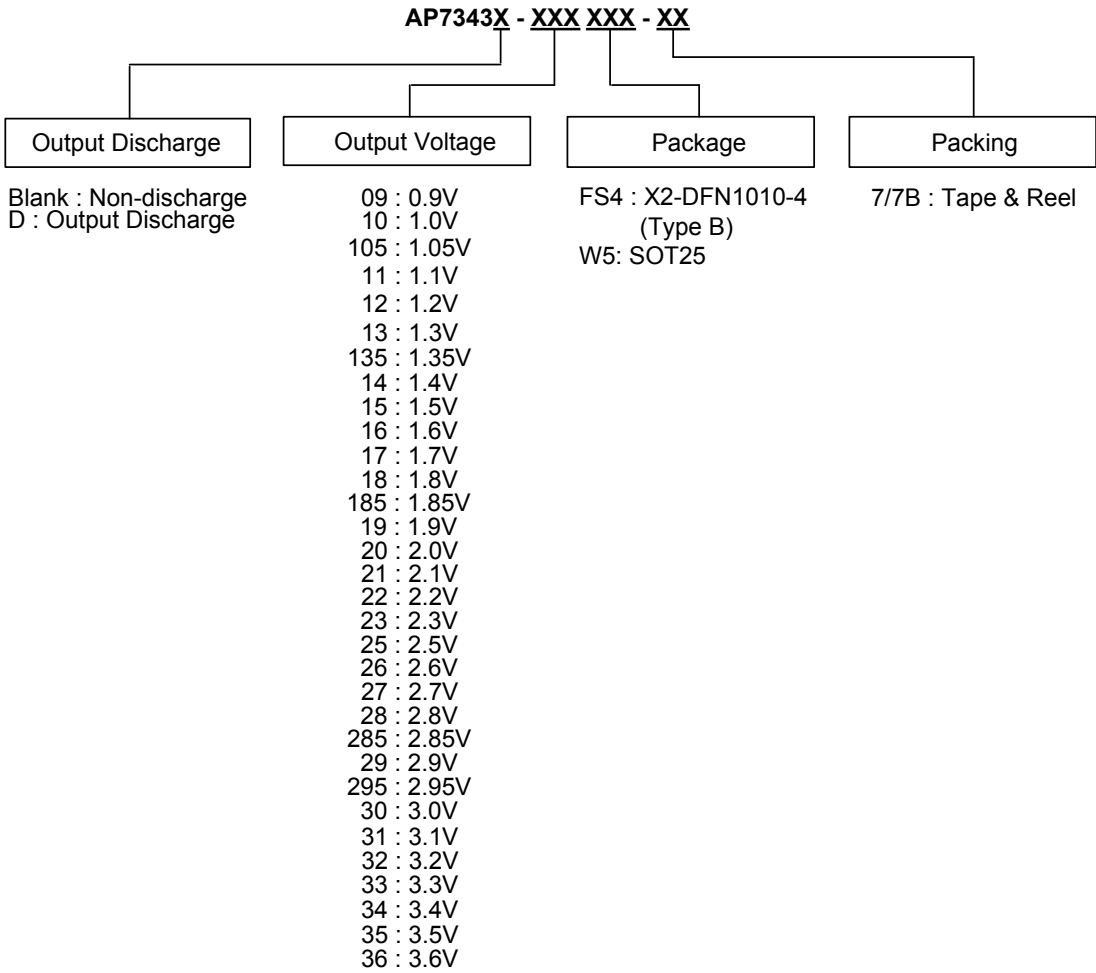 AP7343X - XXX XXX - XX
Output Discharge
Blank : Non-discharge
D : Output Discharge
Output Voltage
09 : 0.9V
10 : 1.0V
105 : 1.05V
11 : 1.1V
12 : 1.2V
13 : 1.3V
135 : 1.35V
14 : 1.4V
15 : 1.5V
16 : 1.6V
17 : 1.7V
18 : 1.8V
185 : 1.85V
19 : 1.9V
20 : 2.0V
21 : 2.1V
22 : 2.2V
23 : 2.3V
25 : 2.5V
26 : 2.6V
27 : 2.7V
28 : 2.8V
285 : 2.85V
29 : 2.9V
295 : 2.95V
30 : 3.0V
31 : 3.1V
32 : 3.2V
33 : 3.3V
34 : 3.4V
35 : 3.5V
36 : 3.6V
Package
FS4 : X2-DFN1010-4
(Type B)
W5: SOT25
Packing
7/7B : Tape & Reel